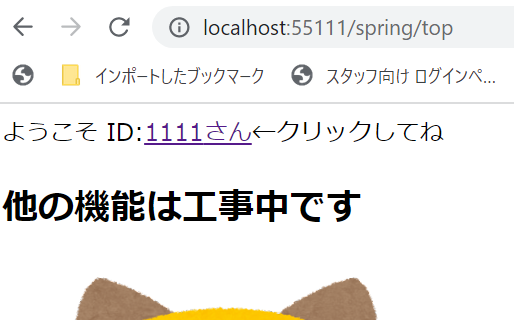 localhost:55111/spring/top
インポートしたブックマーク スタッフ向け ログインペ...
ようこそ ID:1111さん←クリックしてね
他の機能は工事中です